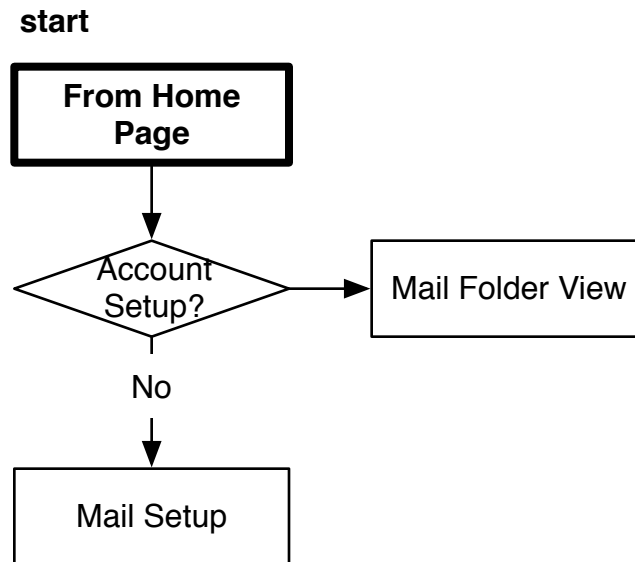 start
From Home
Page
Account
Setup?
Mail Folder View
No
Mail Setup